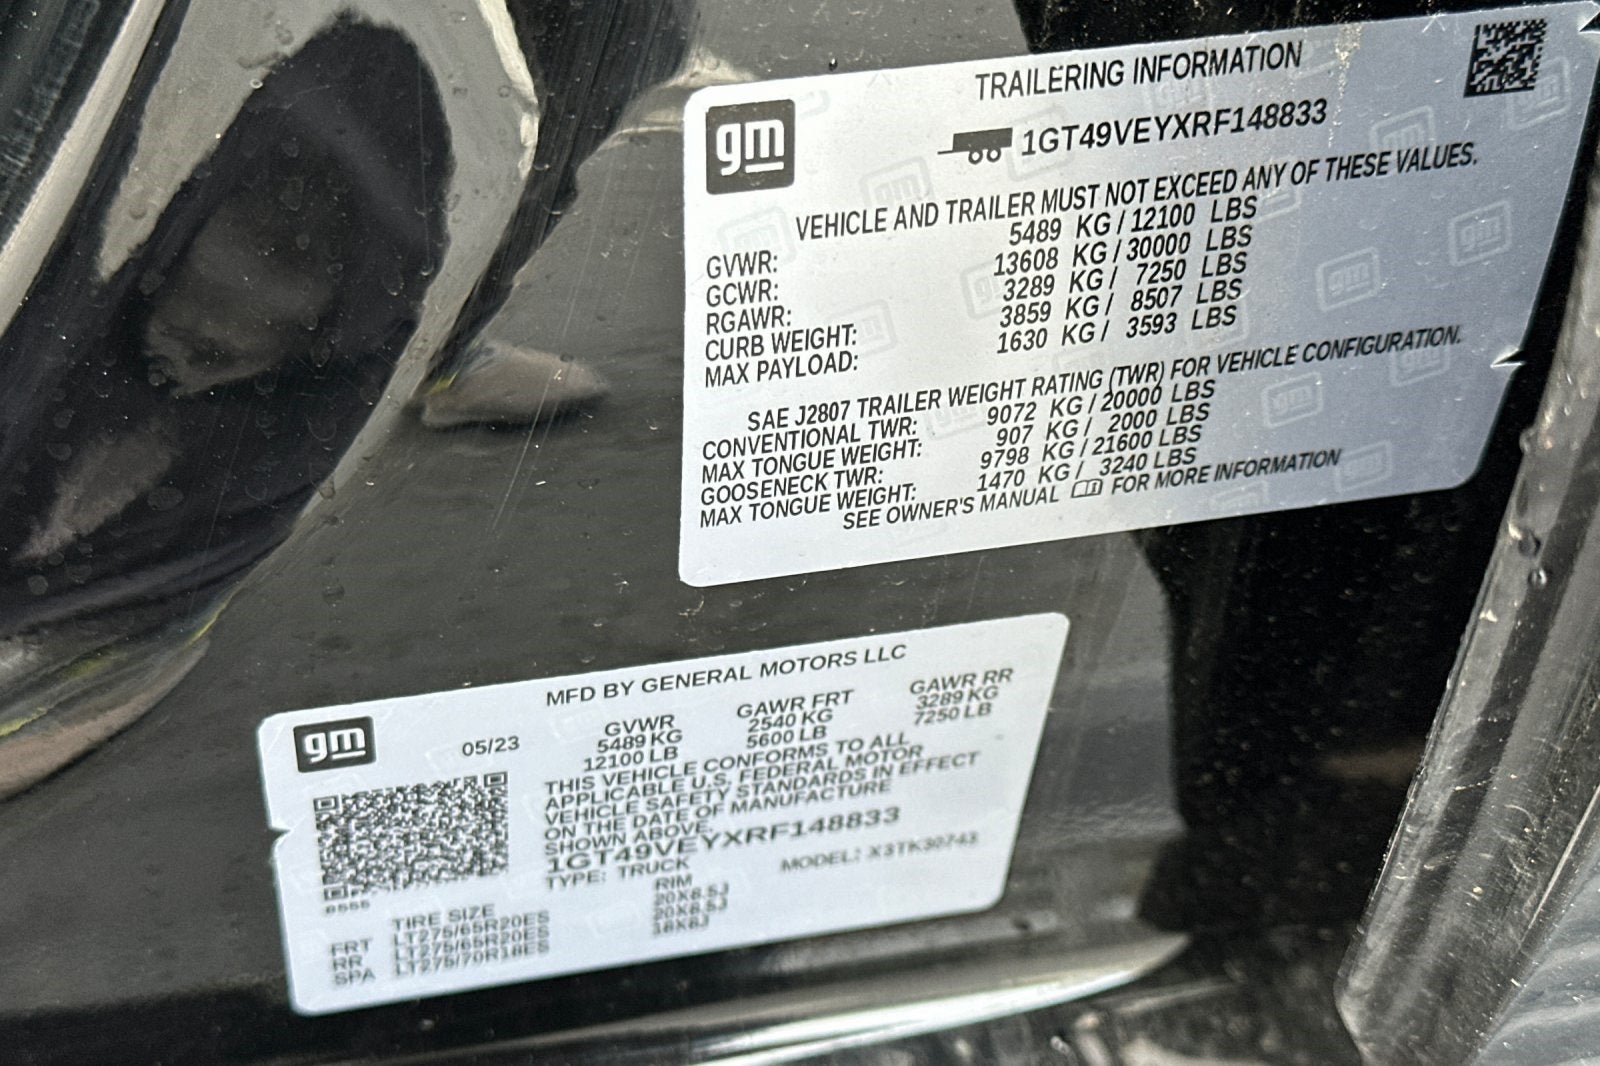 gm
TRAILERING INFORMATION
1GT49VEYXRF148833
VEHICLE AND TRAILER MUST NOT EXCEED ANY OF THESE VALUES.
GVWR: 5489 KG / 12100 LBS
GCWR: 13608 KG / 30000 LBS
RGAWR: 3289 KG / 7250 LBS
CURB WEIGHT: 3859 KG / 8507 LBS
MAX PAYLOAD: 1630 KG / 3593 LBS
SAE J2807 TRAILER WEIGHT RATING (TWR) FOR VEHICLE CONFIGURATION.
CONVENTIONAL TWR: 9072 KG / 20000 LBS
MAX TONGUE WEIGHT: 907 KG / 2000 LBS
GOOSENECK TWR: 9798 KG / 21600 LBS
MAX TONGUE WEIGHT: 1470 KG / 3240 LBS
SEE OWNER'S MANUAL FOR MORE INFORMATION
gm
MFD BY GENERAL MOTORS LLC
05/23
GVWR GAWR FRT GAWR RR
5489 KG 2540 KG 3289 KG
12100 LB 5600 LB 7250 LB
THIS VEHICLE CONFORMS TO ALL
APPLICABLE U.S. FEDERAL MOTOR
VEHICLE SAFETY STANDARDS IN EFFECT
ON THE DATE OF MANUFACTURE
SHOWN ABOVE.
1GT49VEYXRF148833
TYPE: TRUCK MODEL: X3TK30743
TIRE SIZE RIM
FRT LT275/65R20ES 20X8.5J
RR LT275/65R20ES 20X8.5J
SPA LT275/70R18ES 18X8J